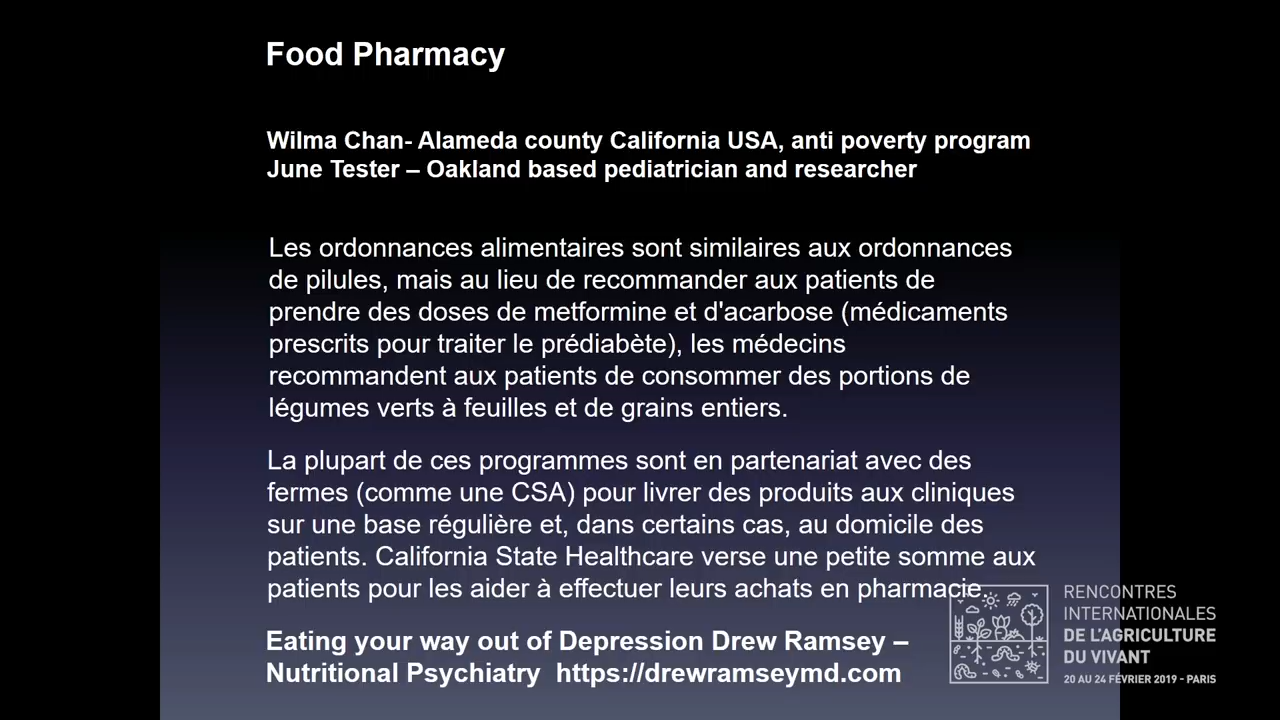 Food Pharmacy
Wilma Chan- Alameda county California USA, anti poverty program
June Tester – Oakland based pediatrician and researcher
Les ordonnances alimentaires sont similaires aux ordonnances
de pilules, mais au lieu de recommander aux patients de
prendre des doses de metformine et d'acarbose (médicaments
prescrits pour traiter le prédiabète), les médecins
recommandent aux patients de consommer des portions de
légumes verts à feuilles et de grains entiers.
La plupart de ces programmes sont en partenariat avec des
fermes (comme une CSA) pour livrer des produits aux cliniques
sur une base régulière et, dans certains cas, au domicile des
patients. California State Healthcare verse une petite somme aux
patients pour les aider à effectuer leurs achats en pharmacie.
Eating your way out of Depression Drew Ramsey –
Nutritional Psychiatry https://drewramseymd.com
RENCONTRES
INTERNATIONALES
DE L'AGRICULTURE
DU VIVANT
20 AU 24 FÉVRIER 2019 - PARIS